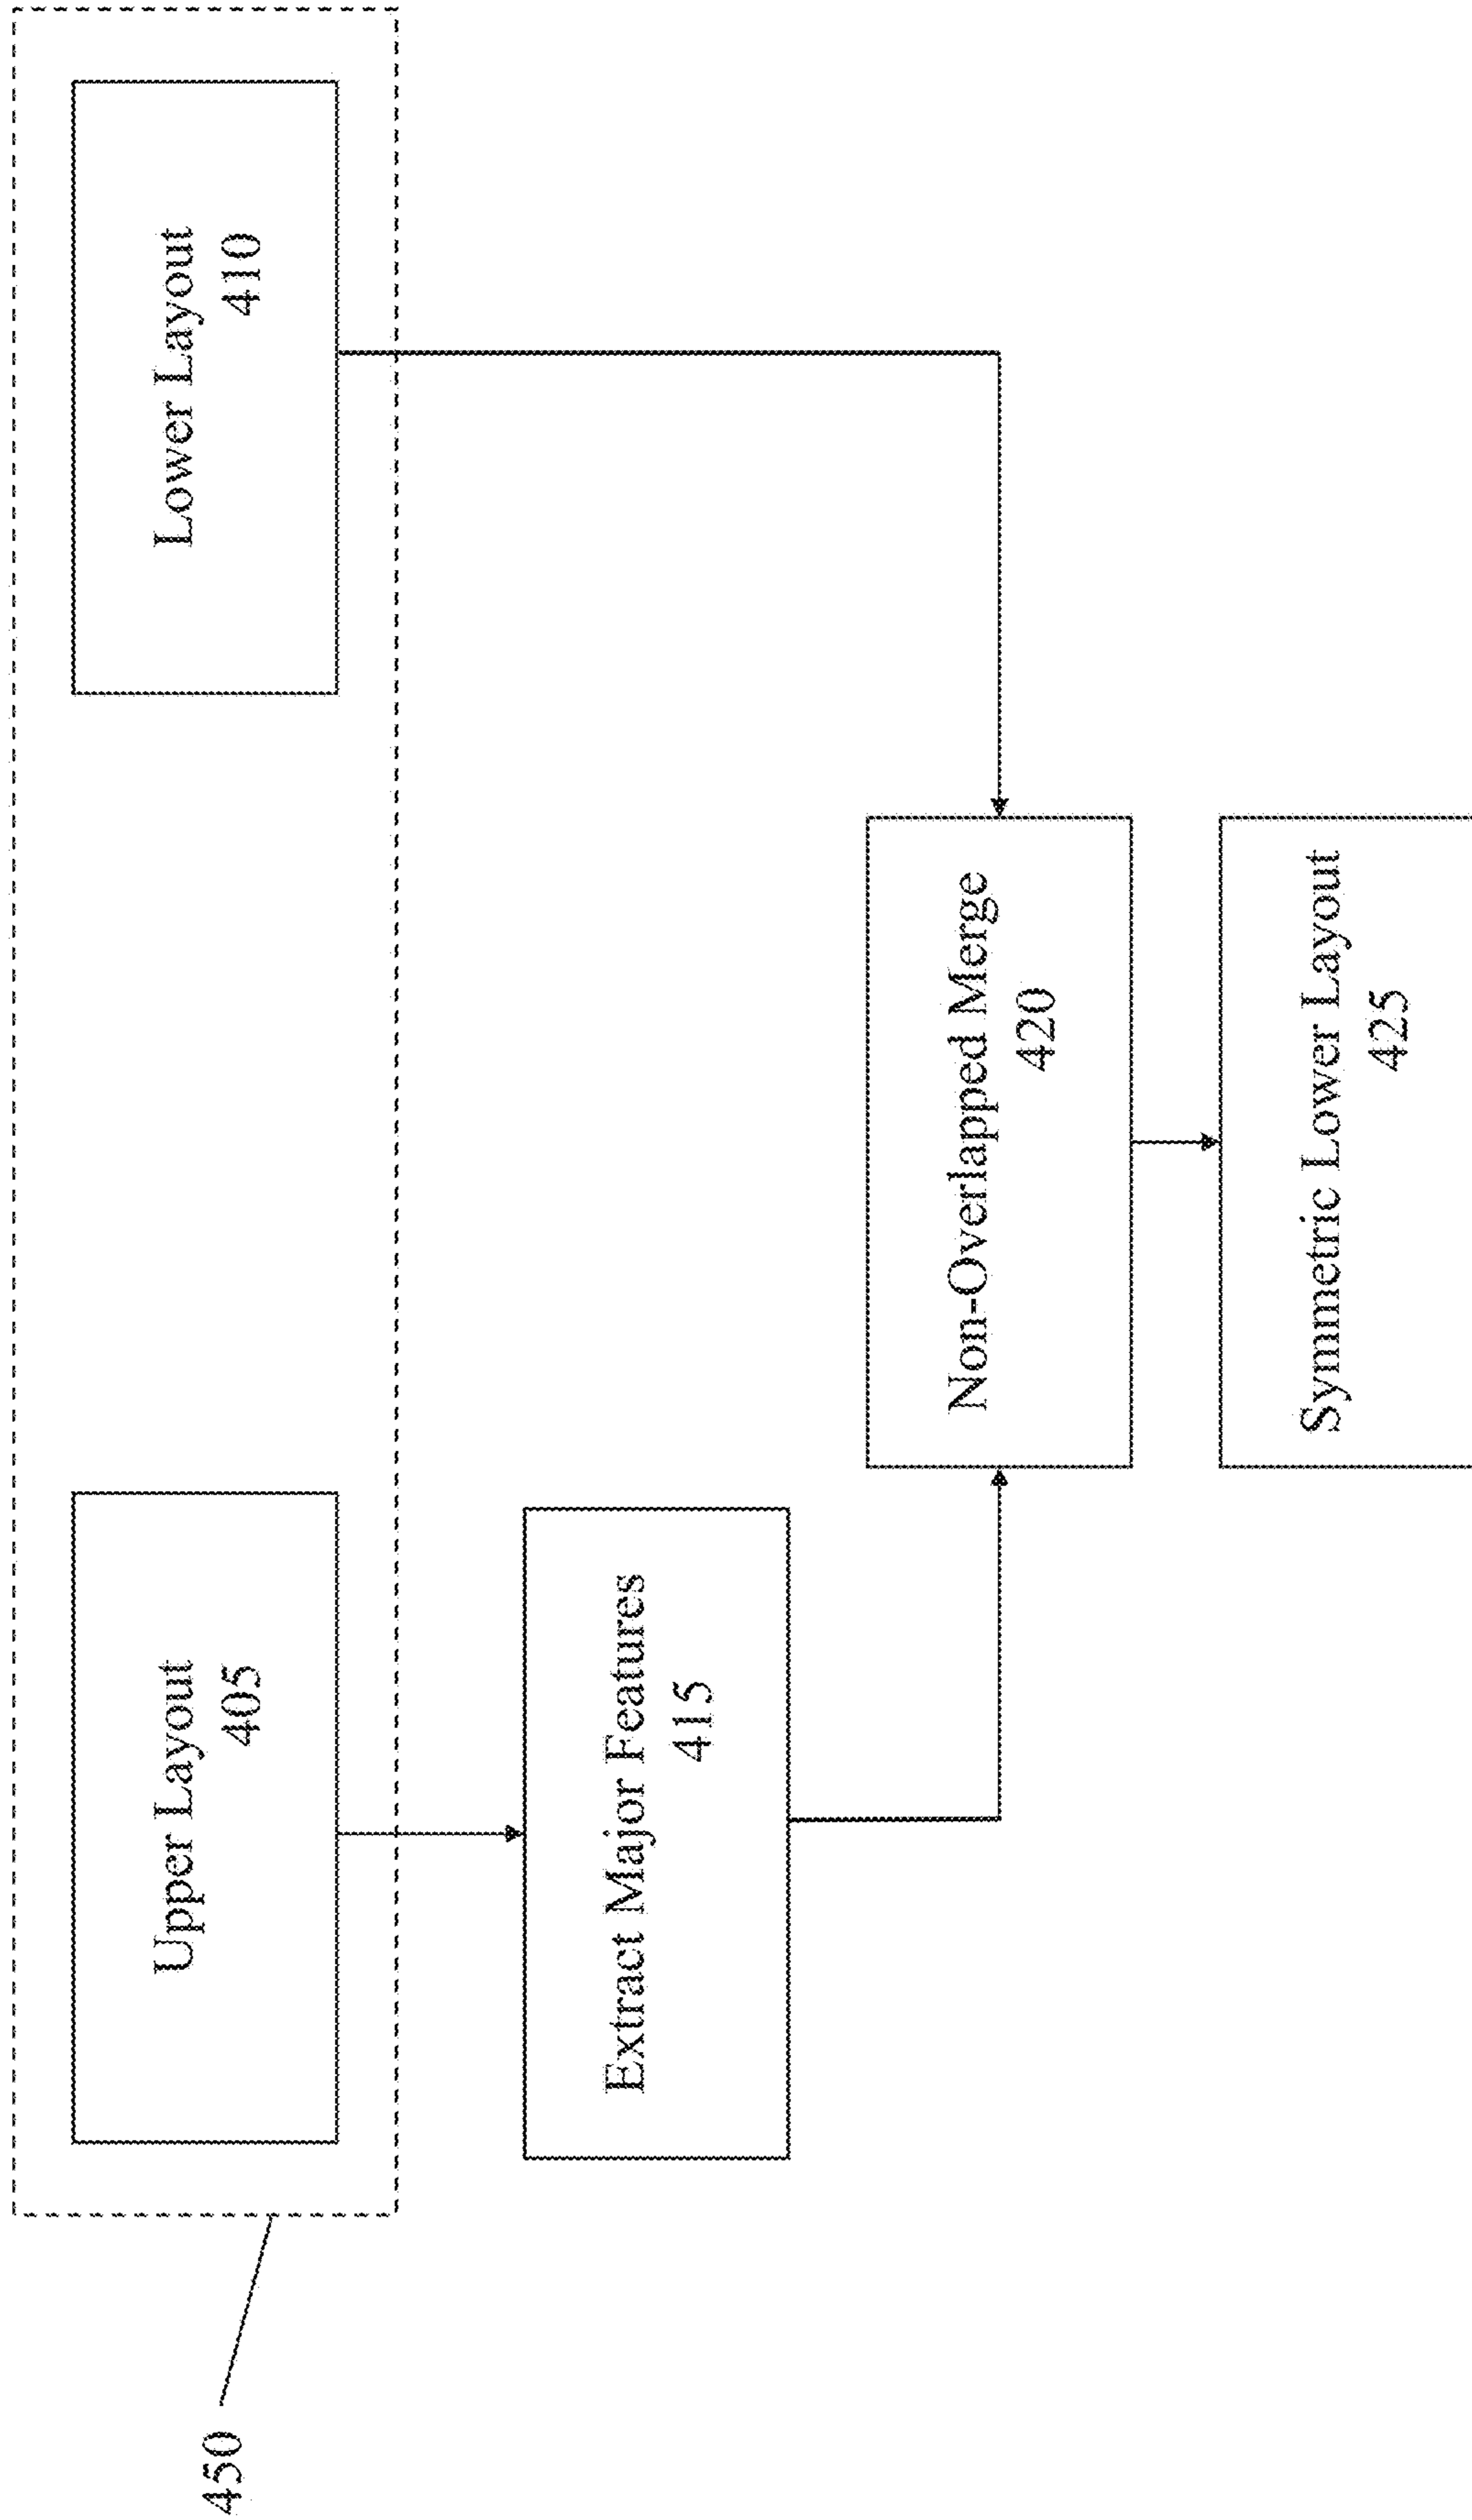 450
Upper Layout
405
Lower Layout
410
Extract Major Features
415
Non-Overlapped Merge
420
Symmetric Lower Layout
425